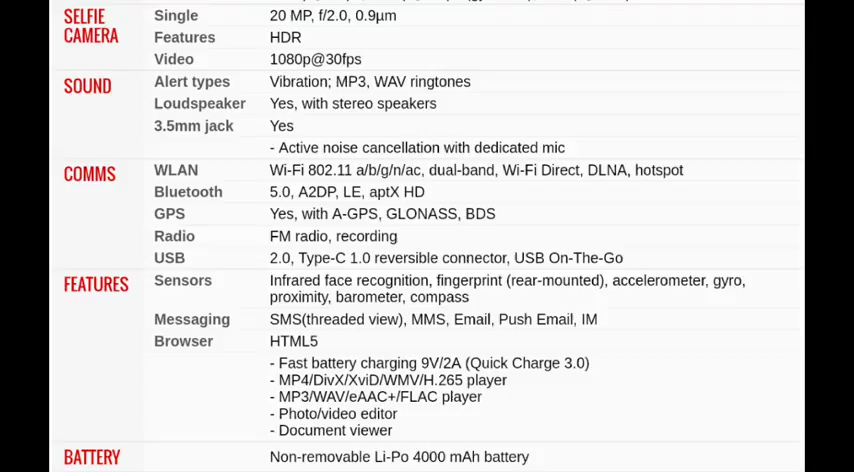 SELFIE CAMERA
Single 20 MP, f/2.0, 0.9µm
Features HDR
Video 1080p@30fps
SOUND
Alert types Vibration; MP3, WAV ringtones
Loudspeaker Yes, with stereo speakers
3.5mm jack Yes
- Active noise cancellation with dedicated mic
COMMS
WLAN Wi-Fi 802.11 a/b/g/n/ac, dual-band, Wi-Fi Direct, DLNA, hotspot
Bluetooth 5.0, A2DP, LE, aptX HD
GPS Yes, with A-GPS, GLONASS, BDS
Radio FM radio, recording
USB 2.0, Type-C 1.0 reversible connector, USB On-The-Go
FEATURES
Sensors Infrared face recognition, fingerprint (rear-mounted), accelerometer, gyro,
proximity, barometer, compass
Messaging SMS(threaded view), MMS, Email, Push Email, IM
Browser HTML5
- Fast battery charging 9V/2A (Quick Charge 3.0)
- MP4/DivX/XviD/WMV/H.265 player
- MP3/WAV/eAAC+/FLAC player
- Photo/video editor
- Document viewer
BATTERY
Non-removable Li-Po 4000 mAh battery